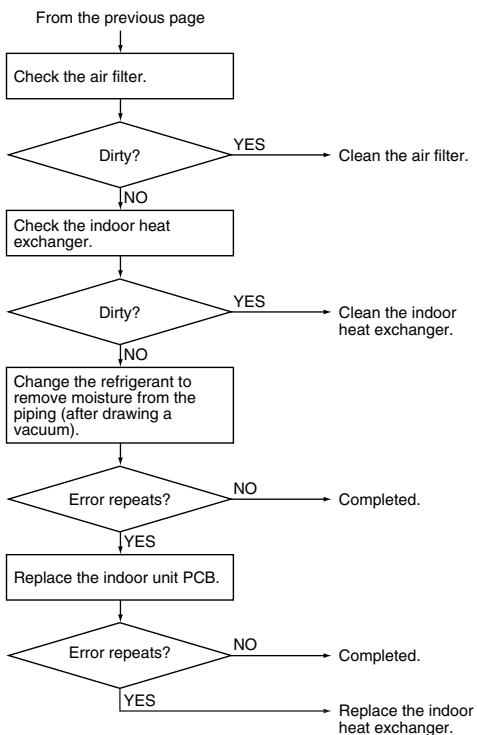 From the previous page
Check the air filter.
Dirty?
YES
Clean the air filter.
NO
Check the indoor heat
exchanger.
Dirty?
YES
Clean the indoor
heat exchanger.
NO
Change the refrigerant to
remove moisture from the
piping (after drawing a
vacuum).
Error repeats?
NO
Completed.
YES
Replace the indoor unit PCB.
Error repeats?
NO
Completed.
YES
Replace the indoor
heat exchanger.